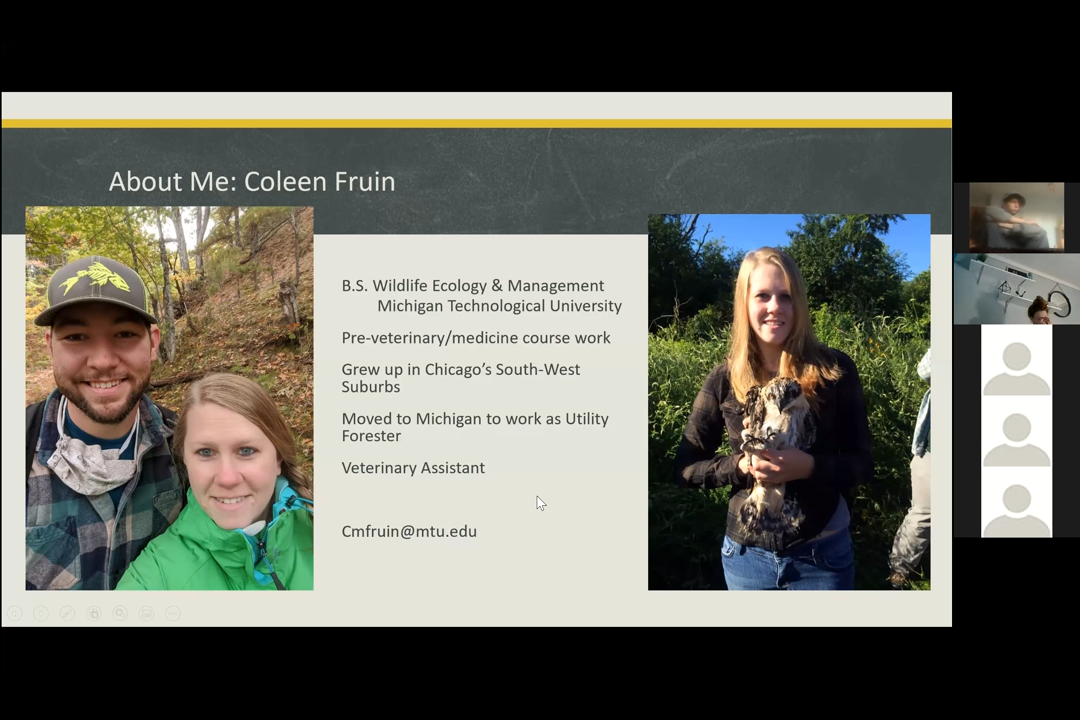 About Me: Coleen Fruin
B.S. Wildlife Ecology & Management
Michigan Technological University
Pre-veterinary/medicine course work
Grew up in Chicago’s South-West
Suburbs
Moved to Michigan to work as Utility
Forester
Veterinary Assistant
Cmfruin@mtu.edu